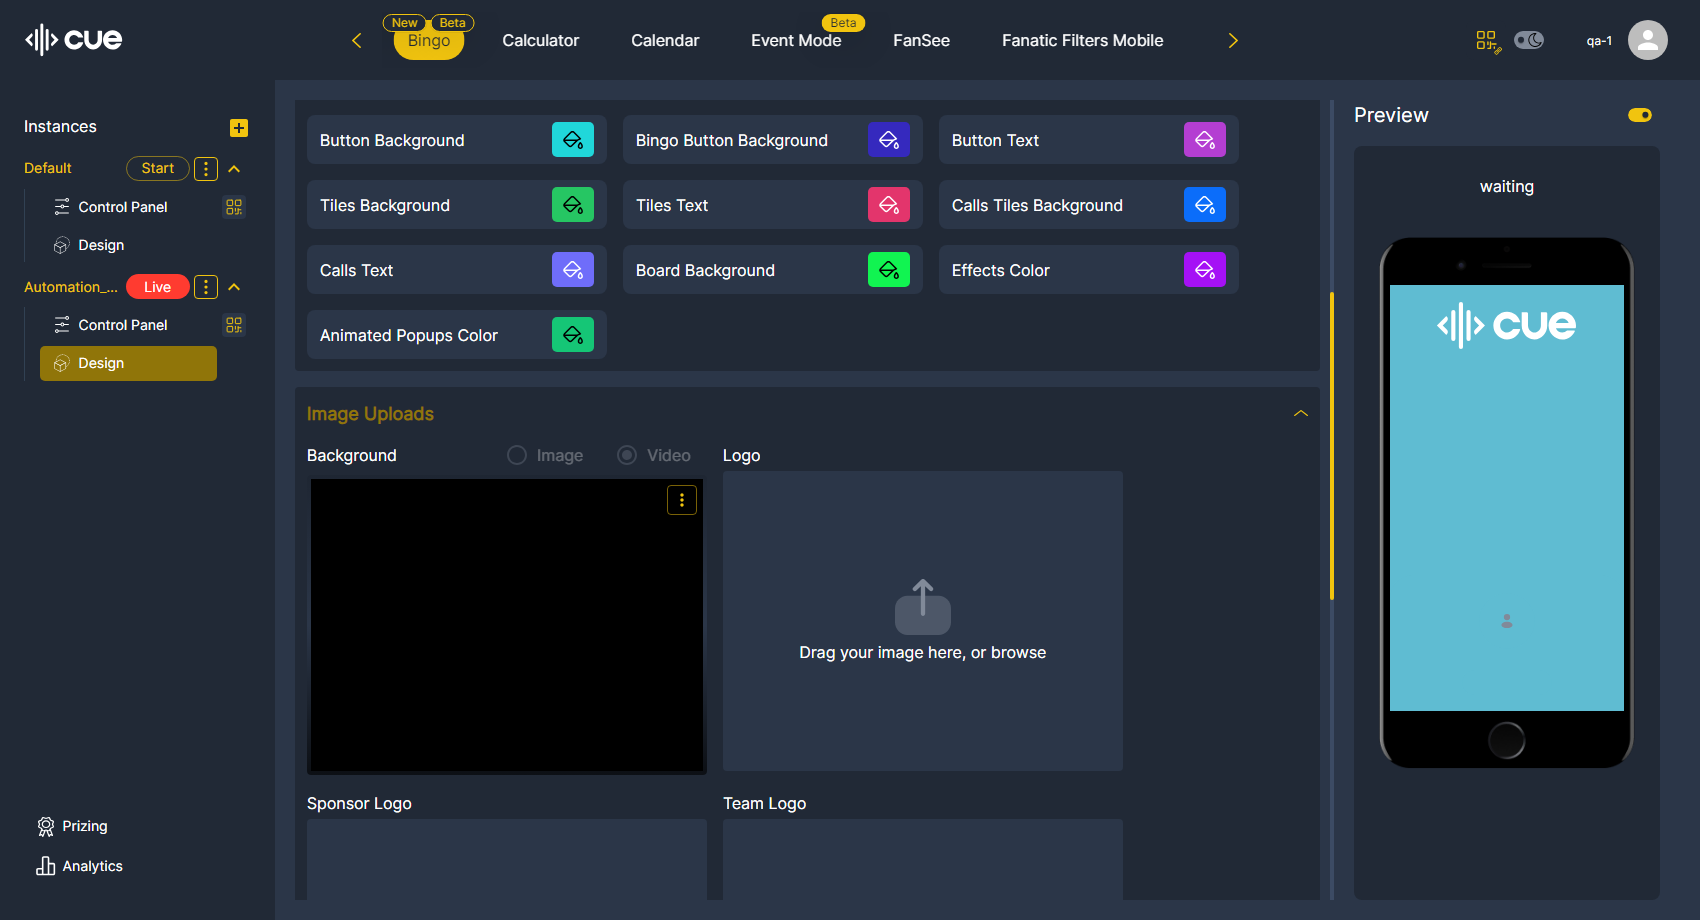 cue
New
Beta
Bingo
Calculator
Calendar
Beta
Event Mode
FanSee
Fanatic Filters Mobile
qa-1
Instances
Default
Start
Control Panel
Design
Automation_...
Live
Control Panel
Design
Prizing
Analytics
Button Background
Bingo Button Background
Button Text
Tiles Background
Tiles Text
Calls Tiles Background
Calls Text
Board Background
Effects Color
Animated Popups Color
Image Uploads
Background
Image
Video
Logo
Drag your image here, or browse
Sponsor Logo
Team Logo
Preview
waiting
cue